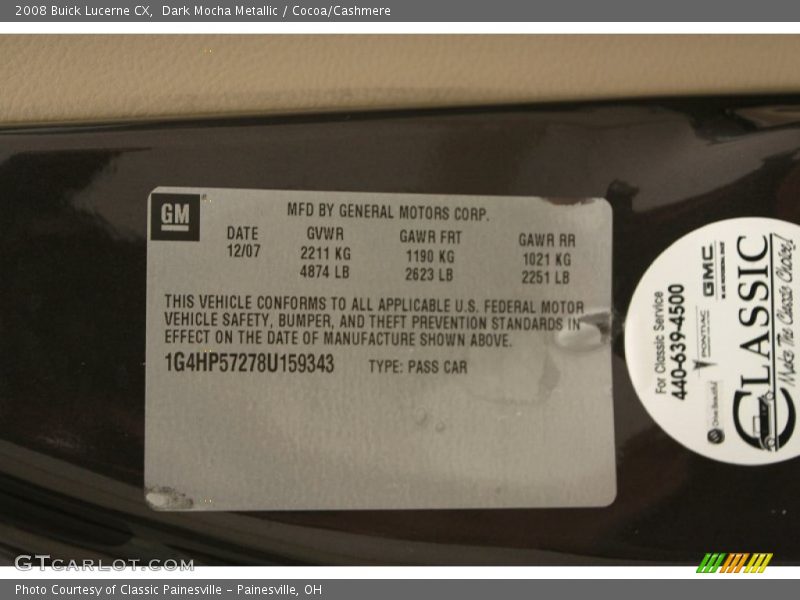 2008 Buick Lucerne CX,  Dark Mocha Metallic / Cocoa/Cashmere
GM
MFD BY GENERAL MOTORS CORP.
DATE GVWR GAWR FRT GAWR RR
12/07 2211 KG 1190 KG 1021 KG
4874 LB 2623 LB 2251 LB
THIS VEHICLE CONFORMS TO ALL APPLICABLE U.S. FEDERAL MOTOR
VEHICLE SAFETY, BUMPER, AND THEFT PREVENTION STANDARDS IN
EFFECT ON THE DATE OF MANUFACTURE SHOWN ABOVE.
1G4HP57278U159343 TYPE: PASS CAR
For Classic Service
440-639-4500
PONTIAC
GMC
CLASSIC
Make The Classic Choice!
GTCARLOT.COM
Photo Courtesy of Classic Painesville - Painesville, OH